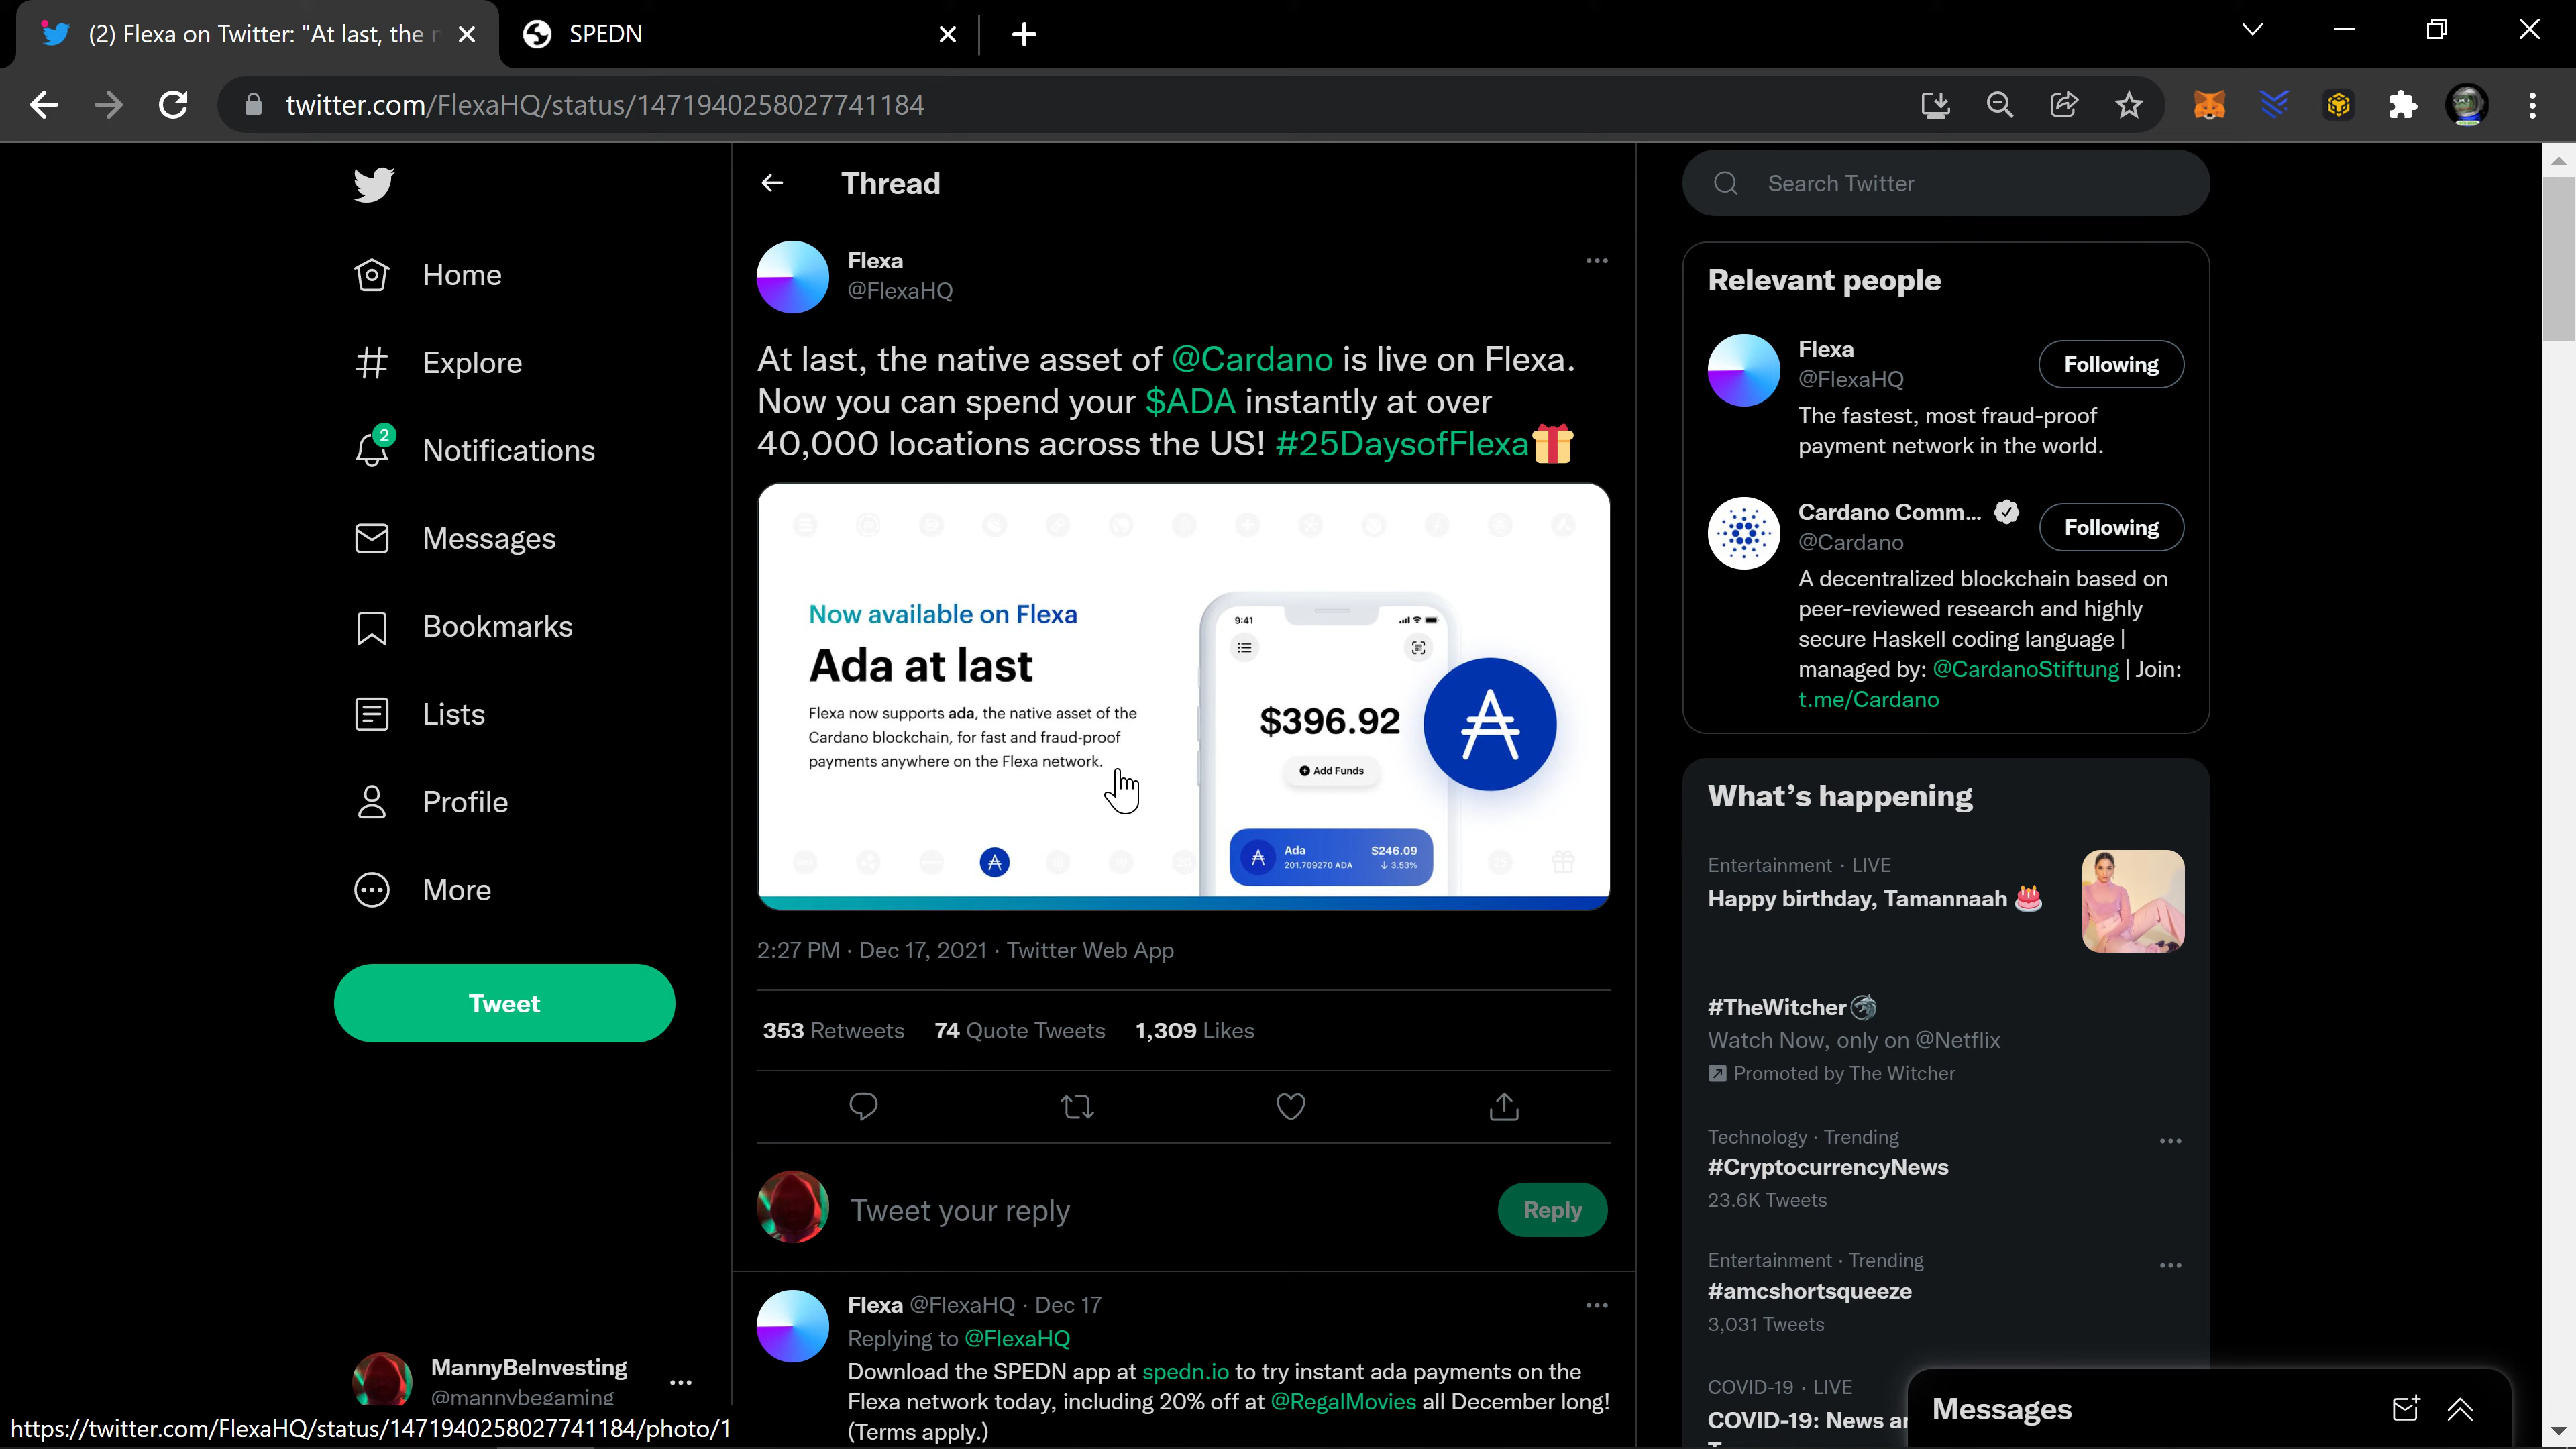 (2) Flexa on Twitter: "At last, the
SPEDN
twitter.com/FlexaHQ/status/1471940258027741184
Home
Explore
2
Notifications
Messages
Bookmarks
Lists
Profile
More
Tweet
MannyBeInvesting
@mannybegaming
https://twitter.com/FlexaHQ/status/1471940258027741184/photo/1
Thread
Flexa
@FlexaHQ
At last, the native asset of @Cardano is live on Flexa.
Now you can spend your $ADA instantly at over
40,000 locations across the US! #25DaysofFlexa
Now available on Flexa
Ada at last
Flexa now supports ada, the native asset of the
Cardano blockchain, for fast and fraud-proof
payments anywhere on the Flexa network.
9:41
$396.92
Add Funds
Ada $246.09
201.709270 ADA ↓ 3.53%
2:27 PM · Dec 17, 2021 · Twitter Web App
353 Retweets 74 Quote Tweets 1,309 Likes
Tweet your reply
Reply
Flexa @FlexaHQ · Dec 17
Replying to @FlexaHQ
Download the SPEDN app at spedn.io to try instant ada payments on the
Flexa network today, including 20% off at @RegalMovies all December long!
(Terms apply.)
Search Twitter
Relevant people
Flexa
@FlexaHQ
Following
The fastest, most fraud-proof
payment network in the world.
Cardano Comm...
@Cardano
Following
A decentralized blockchain based on
peer-reviewed research and highly
secure Haskell coding language |
managed by: @CardanoStiftung | Join:
t.me/Cardano
What's happening
Entertainment · LIVE
Happy birthday, Tamannaah
#TheWitcher
Watch Now, only on @Netflix
Promoted by The Witcher
Technology · Trending
#CryptocurrencyNews
23.6K Tweets
Entertainment · Trending
#amcshortsqueeze
3,031 Tweets
COVID-19 · LIVE
COVID-19: News
Messages